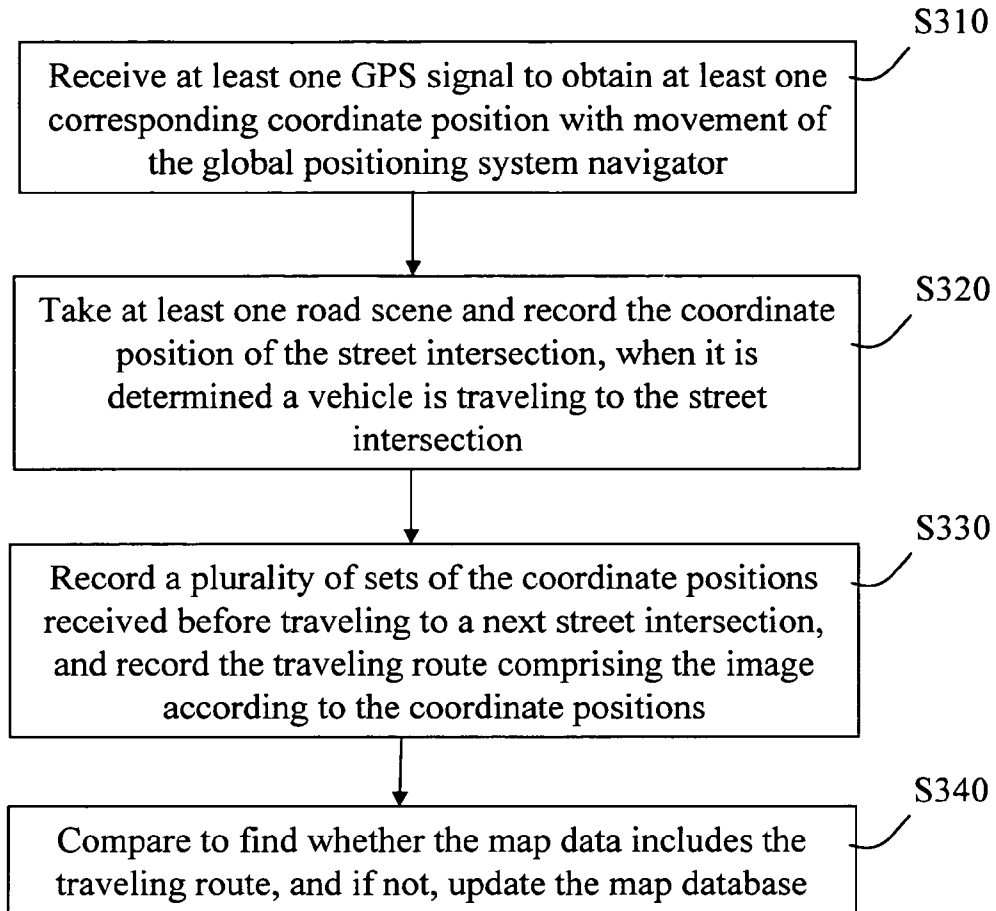 S310
Receive at least one GPS signal to obtain at least one
corresponding coordinate position with movement of
the global positioning system navigator
S320
Take at least one road scene and record the coordinate
position of the street intersection, when it is
determined a vehicle is traveling to the street
intersection
S330
Record a plurality of sets of the coordinate positions
received before traveling to a next street intersection,
and record the traveling route comprising the image
according to the coordinate positions
S340
Compare to find whether the map data includes the
traveling route, and if not, update the map database